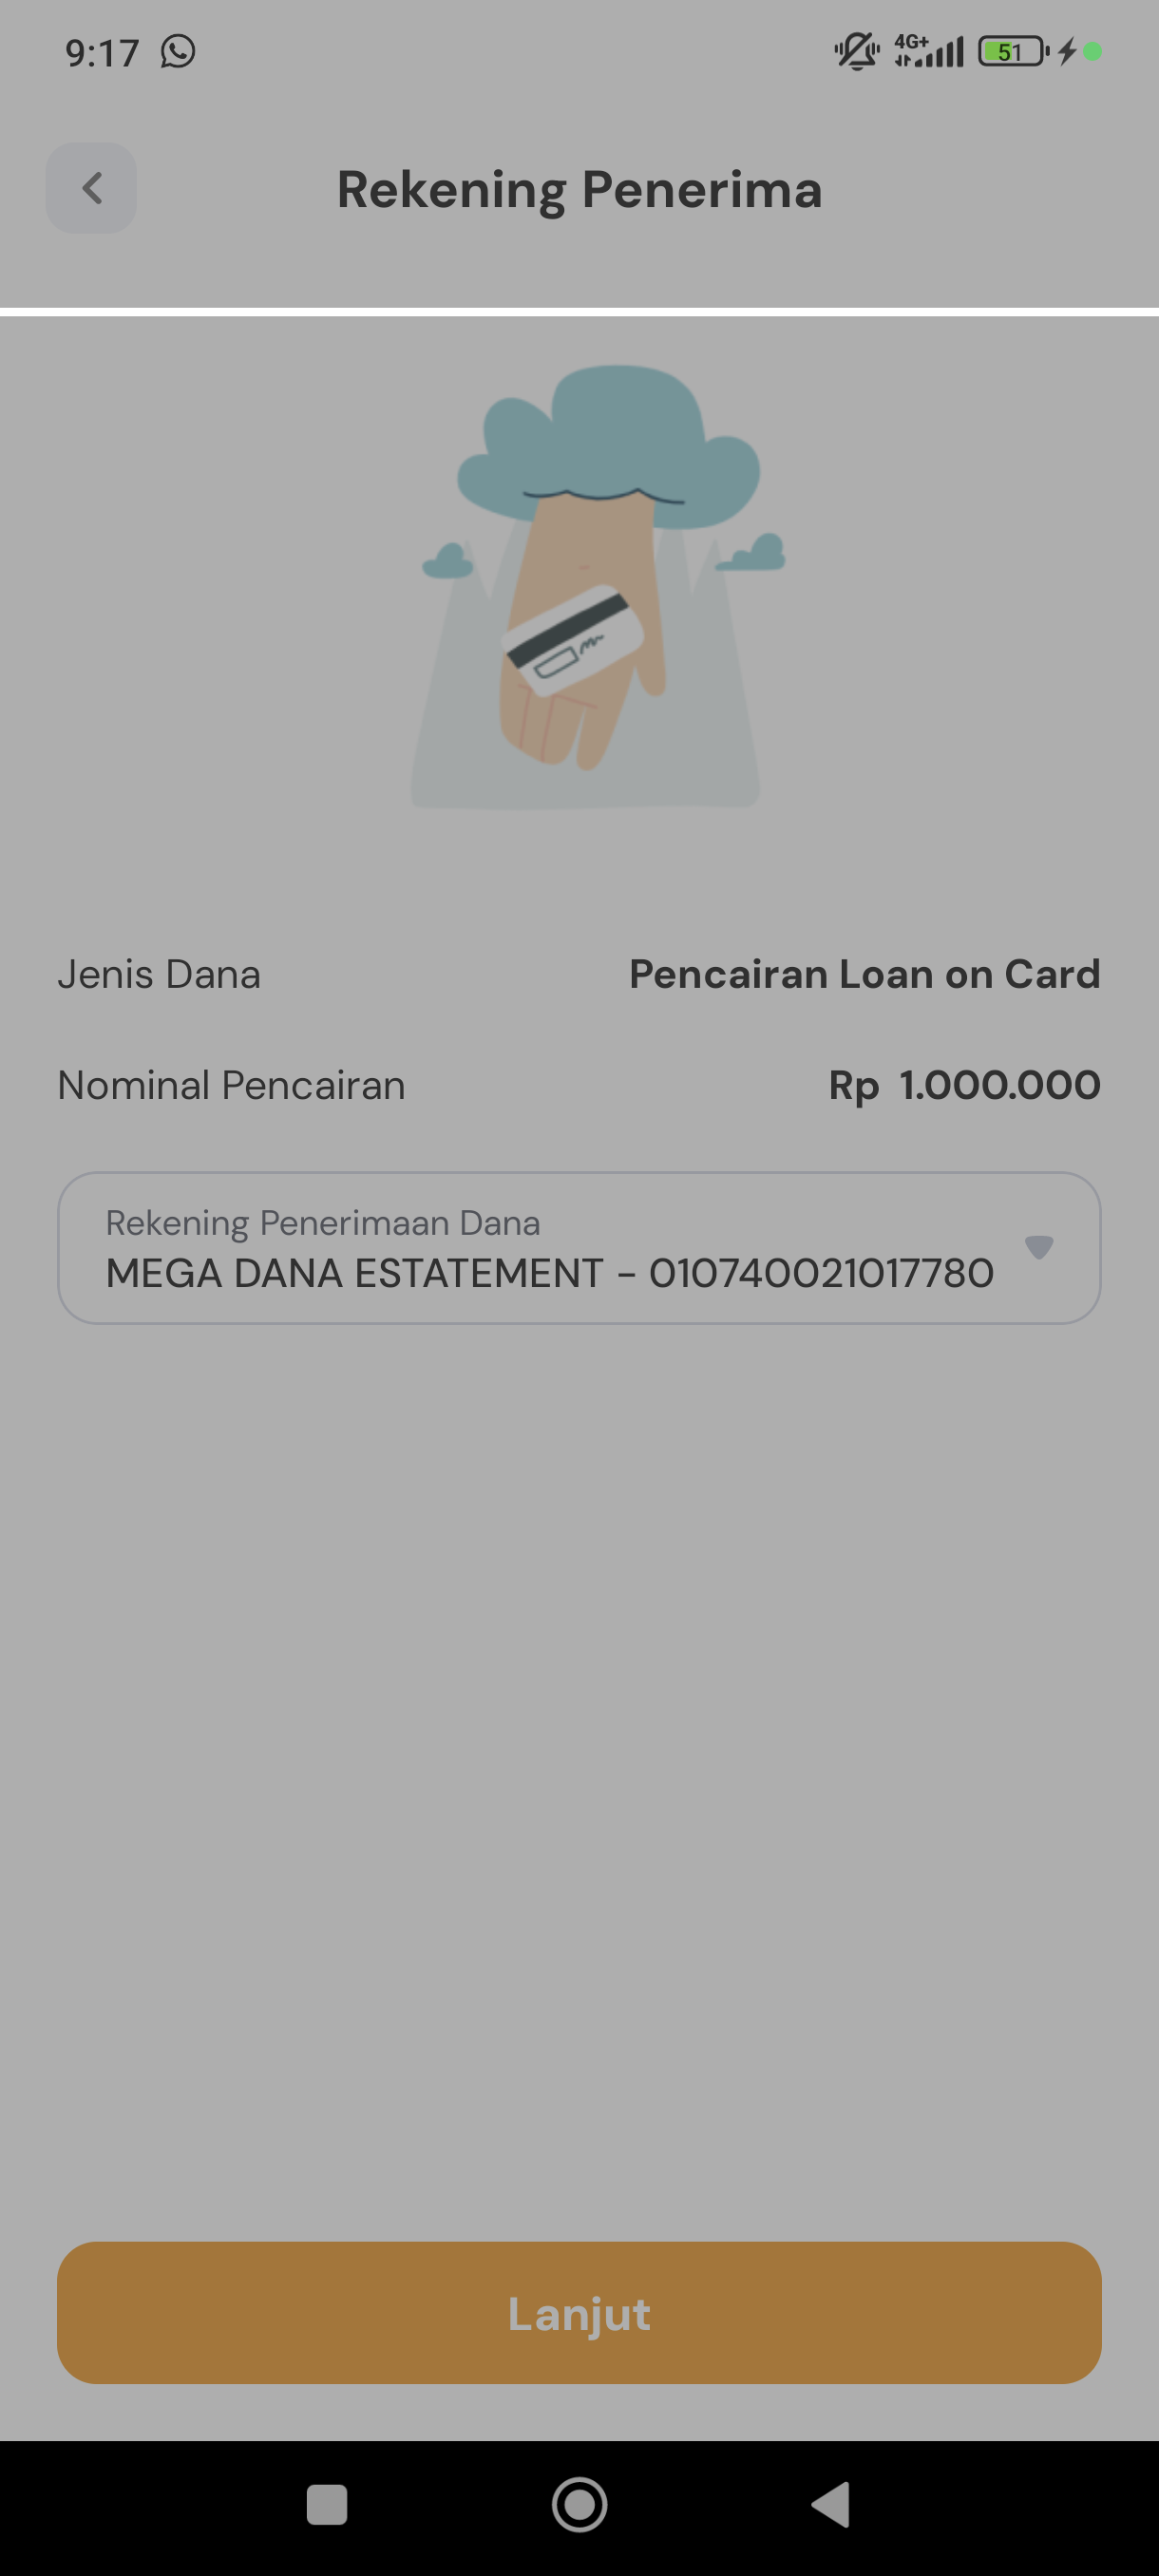 9:17
4G+
51
Rekening Penerima
Jenis Dana Pencairan Loan on Card
Nominal Pencairan Rp 1.000.000
Rekening Penerimaan Dana
MEGA DANA ESTATEMENT - 010740021017780
Lanjut